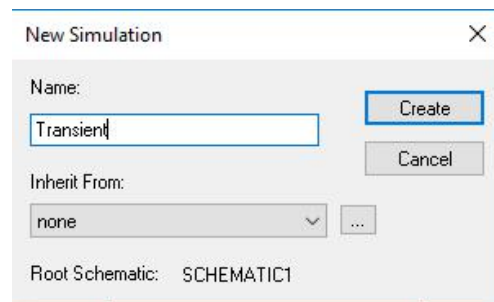 New Simulation
Name:
Create
Transient
Cancel
Inherit From:
none
...
Root Schematic: SCHEMATIC1